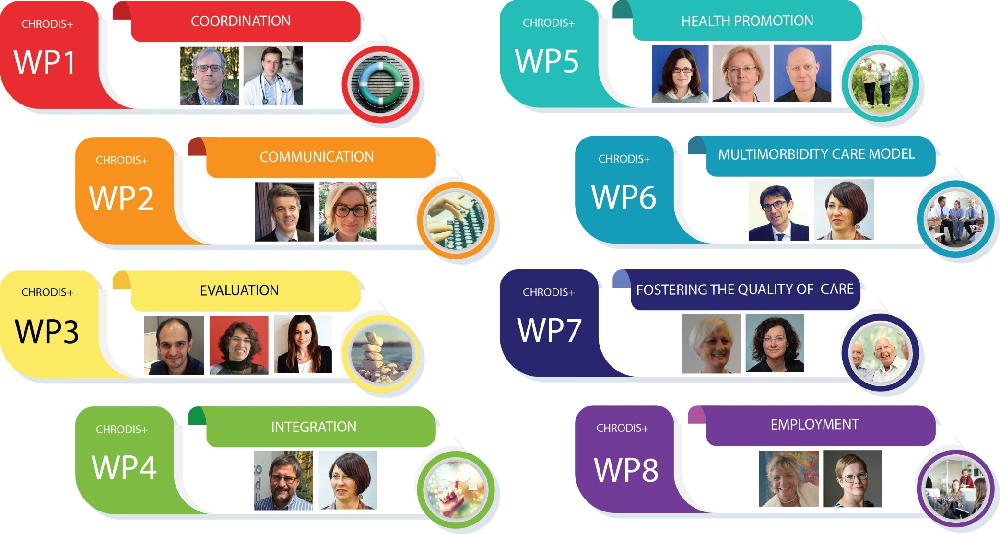 CHRODIS+
WP1
COORDINATION
CHRODIS+
WP2
COMMUNICATION
CHRODIS+
WP3
EVALUATION
CHRODIS+
WP4
INTEGRATION
CHRODIS+
WP5
HEALTH PROMOTION
CHRODIS+
WP6
MULTIMORBIDITY CARE MODEL
CHRODIS+
WP7
FOSTERING THE QUALITY OF CARE
CHRODIS+
WP8
EMPLOYMENT